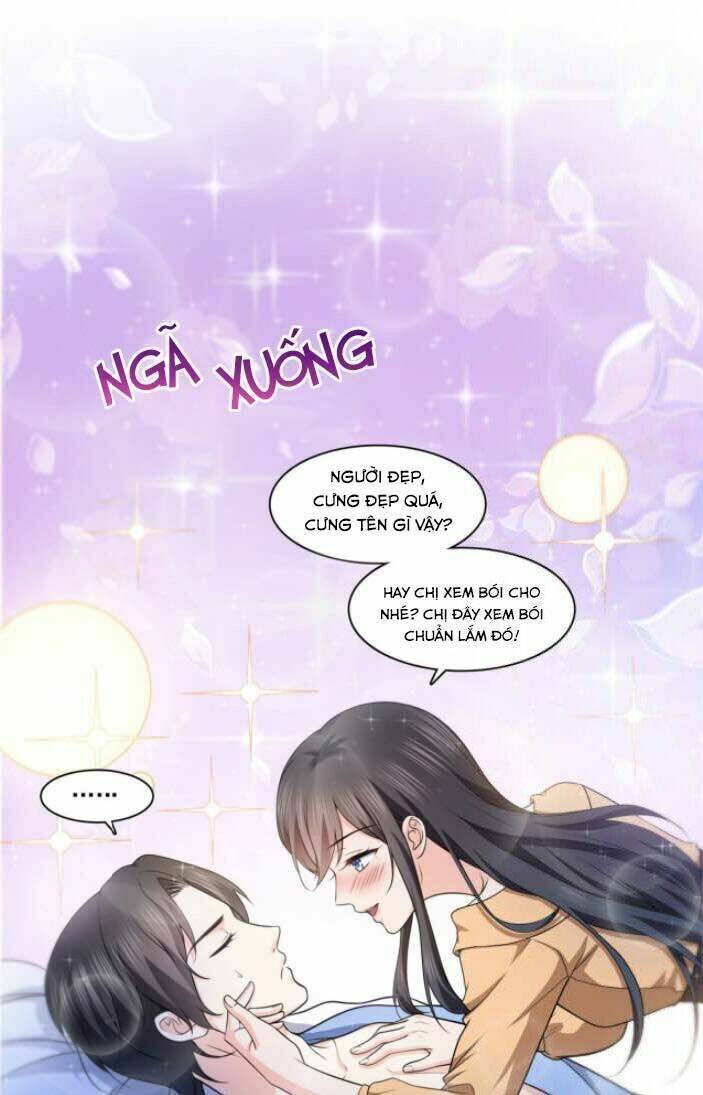 NGÃ XUỐNG
NGƯỜI ĐẸP,
CƯNG ĐẸP QUÁ,
CƯNG TÊN GÌ VẬY?
HAY CHỊ XEM BÓI CHO
NHÉ? CHỊ ĐÂY XEM BÓI
CHUẨN LẮM ĐÓ!
......